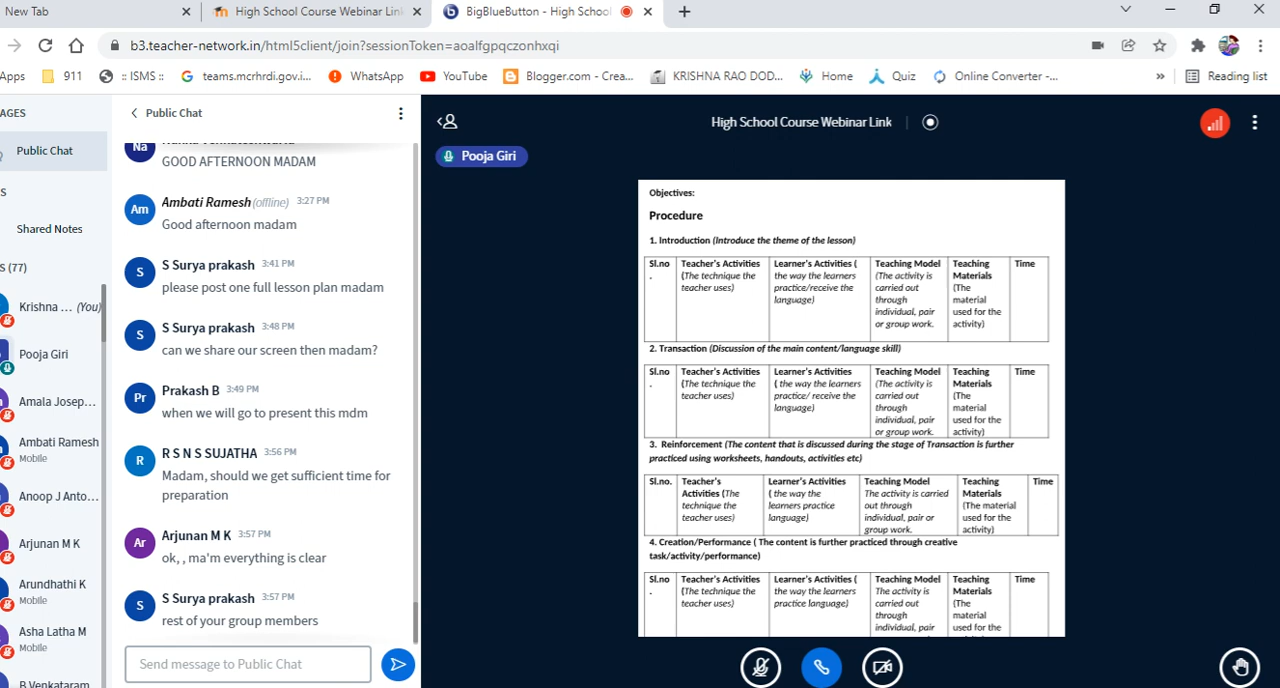 New Tab
High School Course Webinar Lin
BigBlueButton - High School
b3.teacher-network.in/html5client/join?sessionToken=aoalfgpqczonhxqi
Apps
911
:: ISMS ::
teams.mcrhrdi.gov.i...
WhatsApp
YouTube
Blogger.com - Crea...
KRISHNA RAO DOD...
Home
Quiz
Online Converter -...
»
Reading list
AGES
Public Chat
S
Shared Notes
S (77)
Krishna ... (You)
Pooja Giri
Amala Josep...
Ambati Ramesh
Mobile
Anoop J Anto...
Arjunan M K
Arundhathi K
Mobile
Asha Latha M
Mobile
B Venkataram
Public Chat
Na
GOOD AFTERNOON MADAM
Am
Ambati Ramesh (offline) 3:27 PM
Good afternoon madam
S
S Surya prakash 3:41 PM
please post one full lesson plan madam
S
S Surya prakash 3:48 PM
can we share our screen then madam?
Pr
Prakash B 3:49 PM
when we will go to present this mdm
R
R S N S SUJATHA 3:56 PM
Madam, should we get sufficient time for
preparation
Ar
Arjunan M K 3:57 PM
ok, , ma'm everything is clear
S
S Surya prakash 3:57 PM
rest of your group members
Send message to Public Chat
High School Course Webinar Link
Pooja Giri
Objectives:
Procedure
1. Introduction (Introduce the theme of the lesson)
Sl.no
.
Teacher's Activities
(The technique the
teacher uses)
Learner's Activities (
the way the learners
practice/receive the
language)
Teaching Model
(The activity is
carried out
through
individual, pair
or group work.
Teaching
Materials
(The
material
used for the
activity)
Time
2. Transaction (Discussion of the main content/language skill)
Sl.no
.
Teacher's Activities
(The technique the
teacher uses)
Learner's Activities
( the way the learners
practice/ receive the
language)
Teaching Model
(The activity is
carried out
through
individual, pair
or group work.
Teaching
Materials
(The
material
used for the
activity)
Time
3. Reinforcement (The content that is discussed during the stage of Transaction is further
practiced using worksheets, handouts, activities etc)
Sl.no.
Teacher's
Activities (The
technique the
teacher uses)
Learner's Activities
( the way the
learners practice
language)
Teaching Model
The activity is carried
out through
individual, pair or
group work.
Teaching
Materials
(The material
used for the
activity)
Time
4. Creation/Performance ( The content is further practiced through creative
task/activity/performance)
Sl.no
.
Teacher's Activities
(The technique the
teacher uses)
Learner's Activities (
the way the learners
practice language)
Teaching Model
The activity is
carried out
through
individual, pair
Teaching
Materials
(The
material
used for the
Time